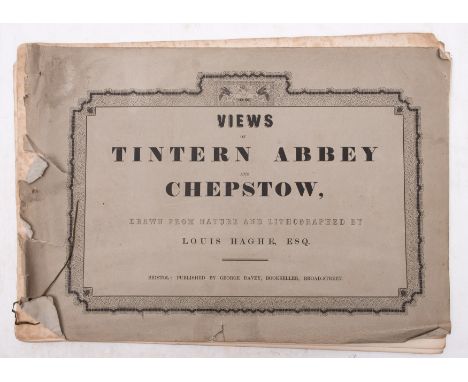 VIEWS
OF
TINTERN ABBEY
AND
CHEPSTOW,
DRAWN FROM NATURE AND LITHOGRAPHED BY
LOUIS HAGHE, ESQ.
BRISTOL: PUBLISHED BY GEORGE DAVEY, BOOKSELLER, BROAD-STREET.